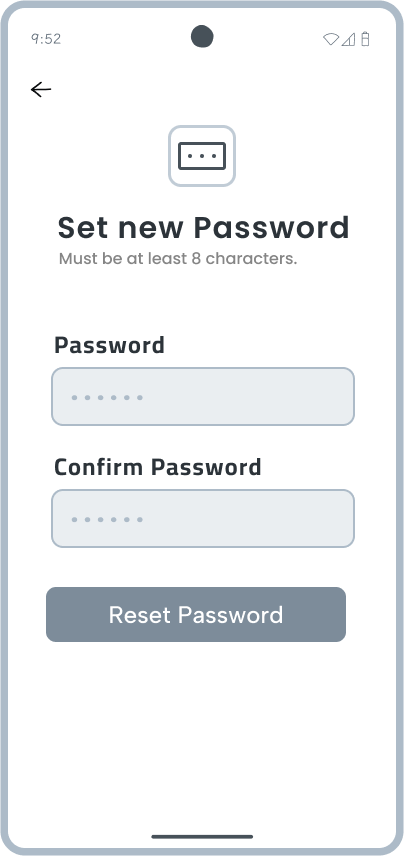 9:52
Set new Password
Must be at least 8 characters.
Password
Confirm Password
Reset Password